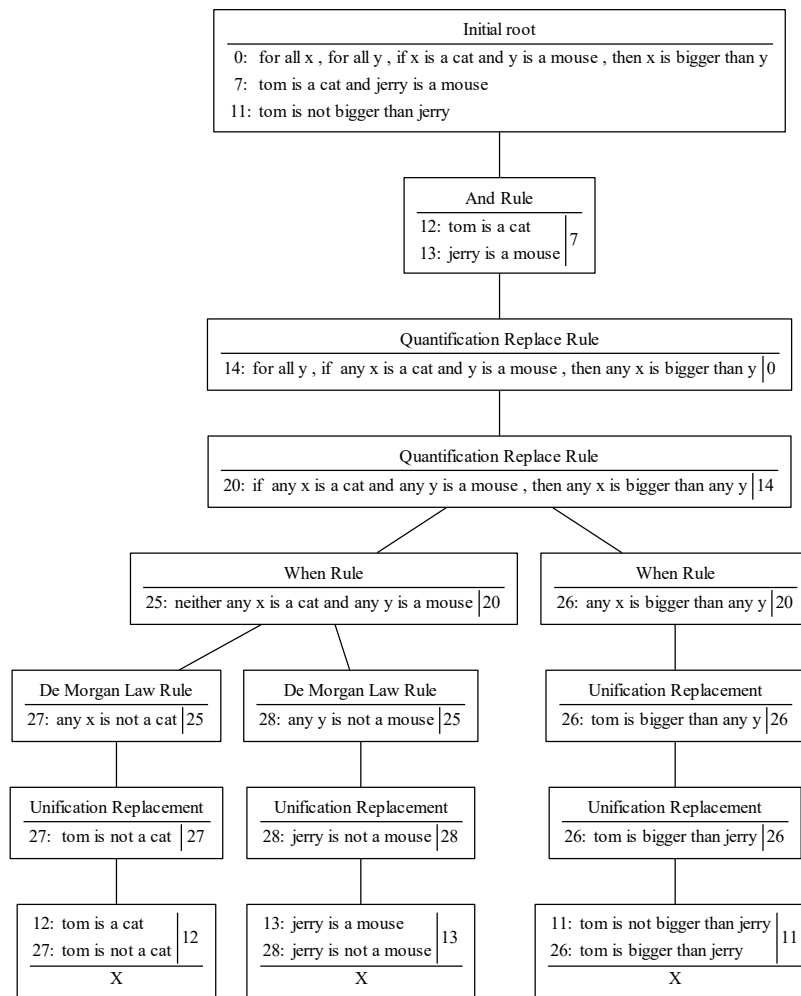 Initial root
0: for all x , for all y , if x is a cat and y is a mouse , then x is bigger than y
7: tom is a cat and jerry is a mouse
11: tom is not bigger than jerry
And Rule
12: tom is a cat
13: jerry is a mouse
7
Quantification Replace Rule
14: for all y , if any x is a cat and y is a mouse , then any x is bigger than y 0
Quantification Replace Rule
20: if any x is a cat and any y is a mouse , then any x is bigger than any y 14
When Rule
25: neither any x is a cat and any y is a mouse 20
When Rule
26: any x is bigger than any y 20
De Morgan Law Rule
27: any x is not a cat 25
De Morgan Law Rule
28: any y is not a mouse 25
Unification Replacement
26: tom is bigger than any y 26
Unification Replacement
27: tom is not a cat 27
Unification Replacement
28: jerry is not a mouse 28
Unification Replacement
26: tom is bigger than jerry 26
12: tom is a cat
27: tom is not a cat
12
X
13: jerry is a mouse
28: jerry is not a mouse
13
X
11: tom is not bigger than jerry
26: tom is bigger than jerry
11
X